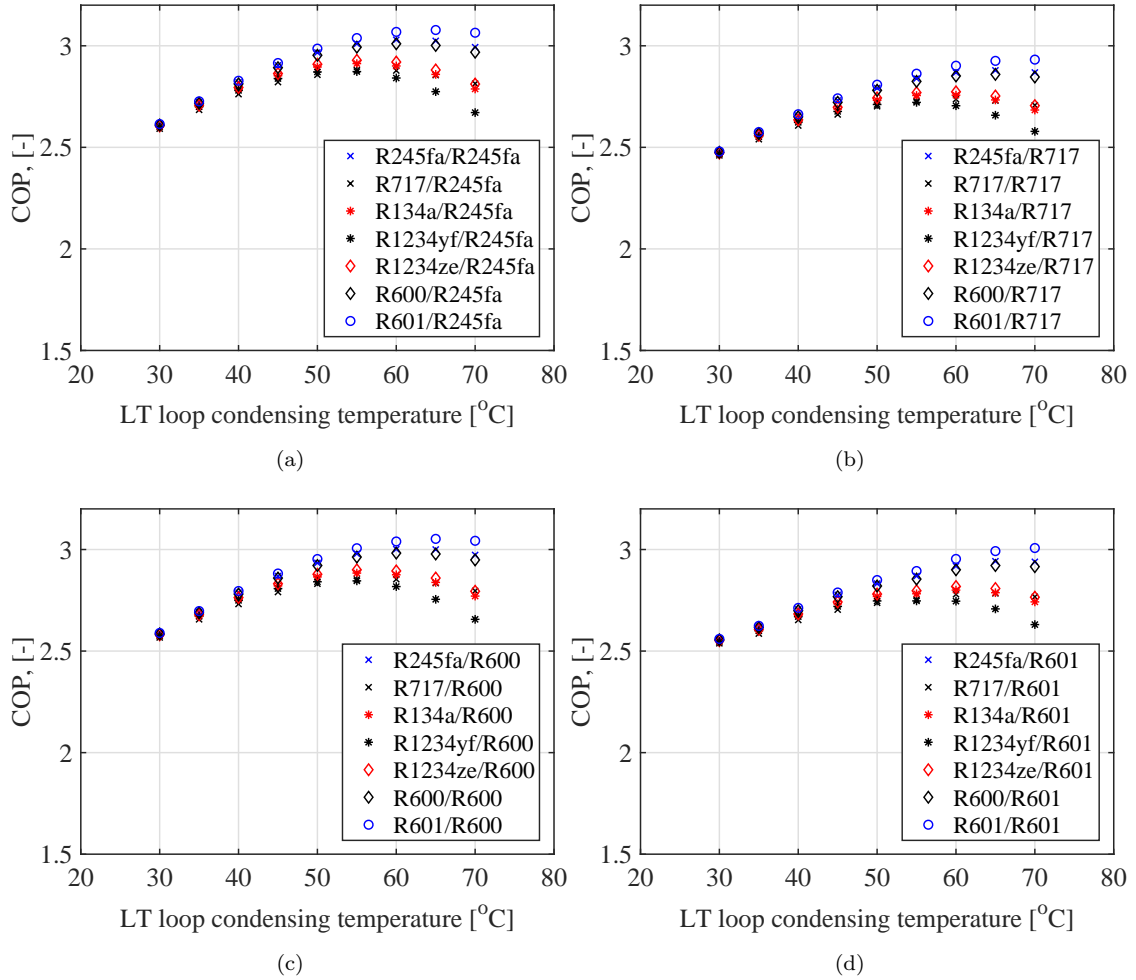 3
2.5
2
1.5
COP, [-]
R245fa/R245fa
R717/R245fa
R134a/R245fa
R1234yf/R245fa
R1234ze/R245fa
R600/R245fa
R601/R245fa
20 30 40 50 60 70 80
LT loop condensing temperature [°C]
(a)
3
2.5
2
1.5
COP, [-]
R245fa/R717
R717/R717
R134a/R717
R1234yf/R717
R1234ze/R717
R600/R717
R601/R717
20 30 40 50 60 70 80
LT loop condensing temperature [°C]
(b)
3
2.5
2
1.5
COP, [-]
R245fa/R600
R717/R600
R134a/R600
R1234yf/R600
R1234ze/R600
R600/R600
R601/R600
20 30 40 50 60 70 80
LT loop condensing temperature [°C]
(c)
3
2.5
2
1.5
COP, [-]
R245fa/R601
R717/R601
R134a/R601
R1234yf/R601
R1234ze/R601
R600/R601
R601/R601
20 30 40 50 60 70 80
LT loop condensing temperature [°C]
(d)